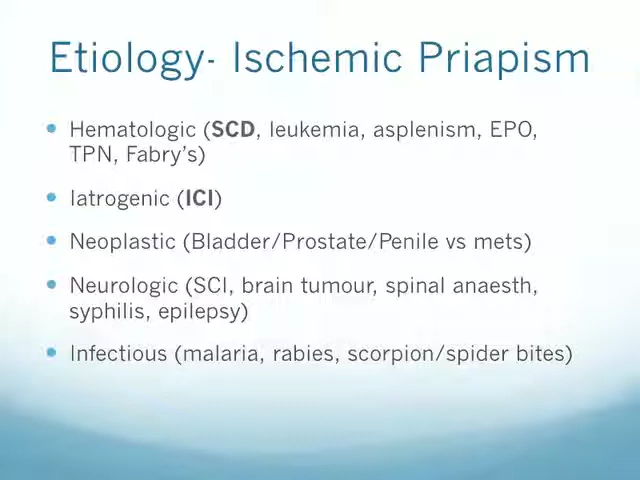 Etiology- Ischemic Priapism
• Hematologic (SCD, leukemia, asplenism, EPO,
TPN, Fabry's)
• Iatrogenic (ICI)
• Neoplastic (Bladder/Prostate/Penile vs mets)
• Neurologic (SCI, brain tumour, spinal anaesth,
syphilis, epilepsy)
• Infectious (malaria, rabies, scorpion/spider bites)